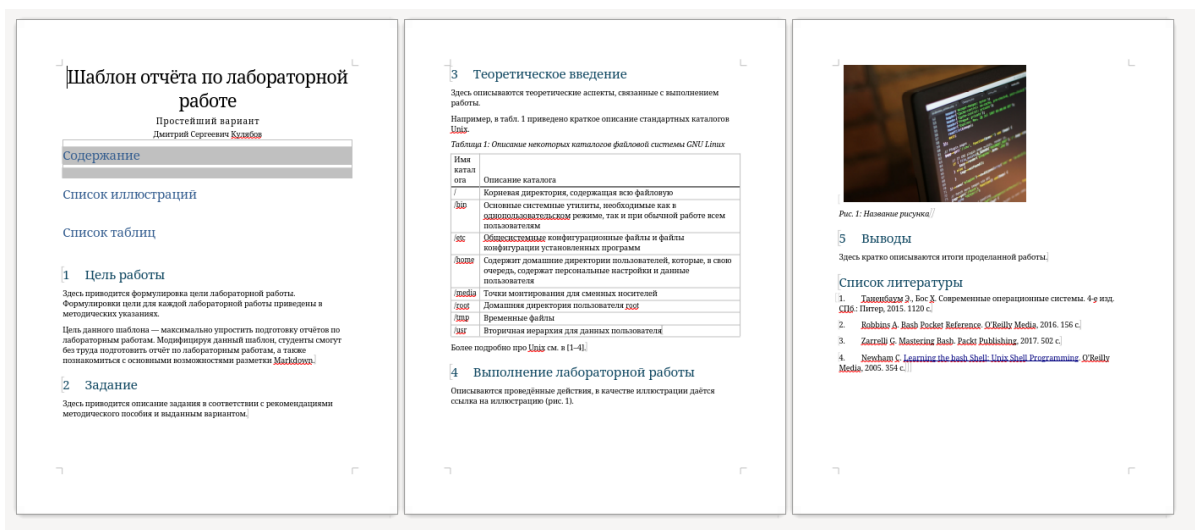 Шаблон отчёта по лабораторной
работе
Простейший вариант
Дмитрий Сергеевич Кулябов
Содержание
Список иллюстраций
Список таблиц
1 Цель работы
Здесь приводится формулировка цели лабораторной работы.
Формулировки цели для каждой лабораторной работы приведены в
методических указаниях.
Цель данного шаблона — максимально упростить подготовку отчётов по
лабораторным работам. Модифицируя данный шаблон, студенты смогут
без труда подготовить отчёт по лабораторным работам, а также
познакомиться с основными возможностями разметки Markdown.
2 Задание
Здесь приводится описание задания в соответствии с рекомендациями
методического пособия и выданным вариантом.
3 Теоретическое введение
Здесь описываются теоретические аспекты, связанные с выполнением
работы.
Например, в табл. 1 приведено краткое описание стандартных каталогов
Unix.
Таблица 1: Описание некоторых каталогов файловой системы GNU Linux
Имя
катал
ога Описание каталога
/ Корневая директория, содержащая всю файловую
/bin Основные системные утилиты, необходимые как в
однопользовательском режиме, так и при обычной работе всем
пользователям
/etc Общесистемные конфигурационные файлы и файлы
конфигурации установленных программ
/home Содержит домашние директории пользователей, которые, в свою
очередь, содержат персональные настройки и данные
пользователя
/media Точки монтирования для сменных носителей
/root Домашняя директория пользователя root
/tmp Временные файлы
/usr Вторичная иерархия для данных пользователя
Более подробно про Unix см. в [1–4].
4 Выполнение лабораторной работы
Описываются проведённые действия, в качестве иллюстрации даётся
ссылка на иллюстрацию (рис. 1).
Рис. 1: Название рисунка
5 Выводы
Здесь кратко описываются итоги проделанной работы.
Список литературы
1. Таненбаум Э., Бос Х. Современные операционные системы. 4-е изд.
СПб.: Питер, 2015. 1120 с.
2. Robbins A. Bash Pocket Reference. O’Reilly Media, 2016. 156 с.
3. Zarrelli G. Mastering Bash. Packt Publishing, 2017. 502 с.
4. Newham C. Learning the bash Shell: Unix Shell Programming. O’Reilly
Media, 2005. 354 с.